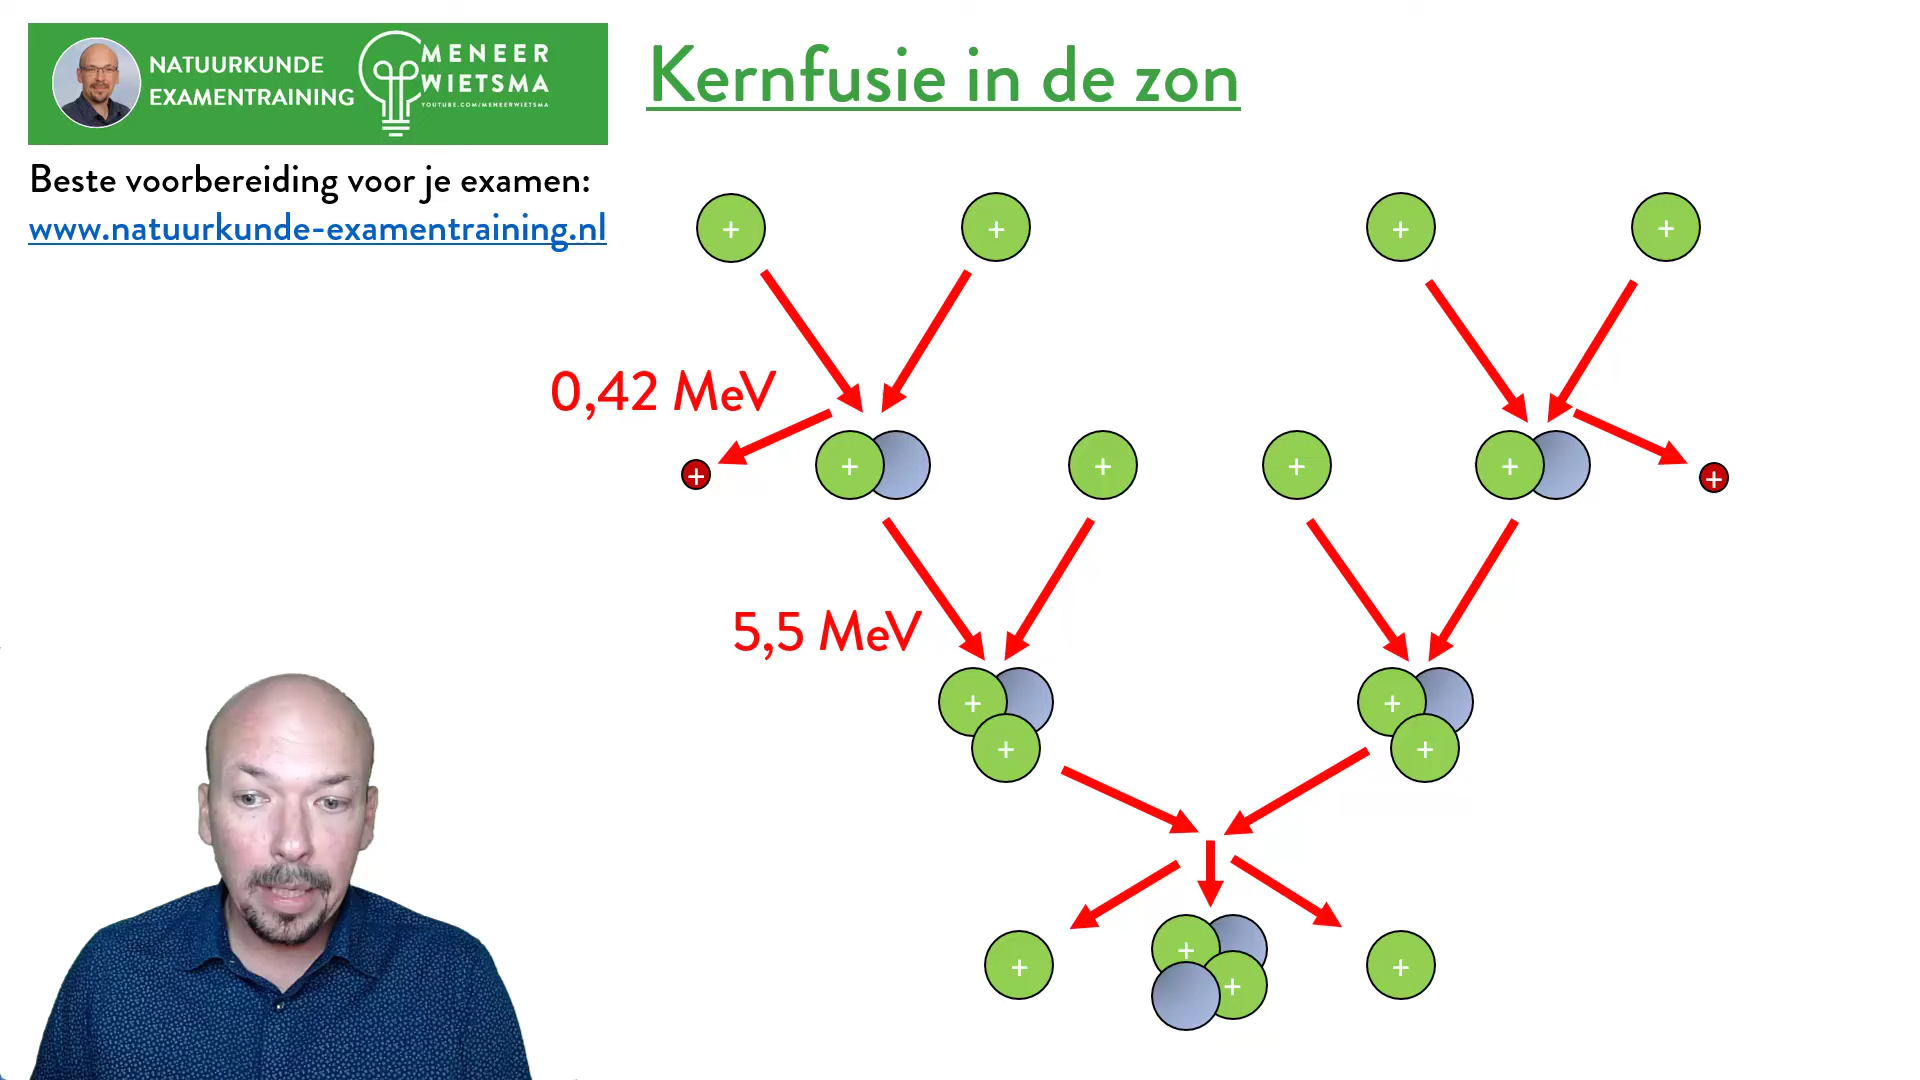 NATUURKUNDE
EXAMENTRAINING
MENEER
WIETSMA
YOUTUBE.COM/MENEERWIETSMA
Kernfusie in de zon
Beste voorbereiding voor je examen:
www.natuurkunde-examentraining.nl
+ + + +
0,42 MeV
+ + + + + +
5,5 MeV
+ +
+ +
+ + + +